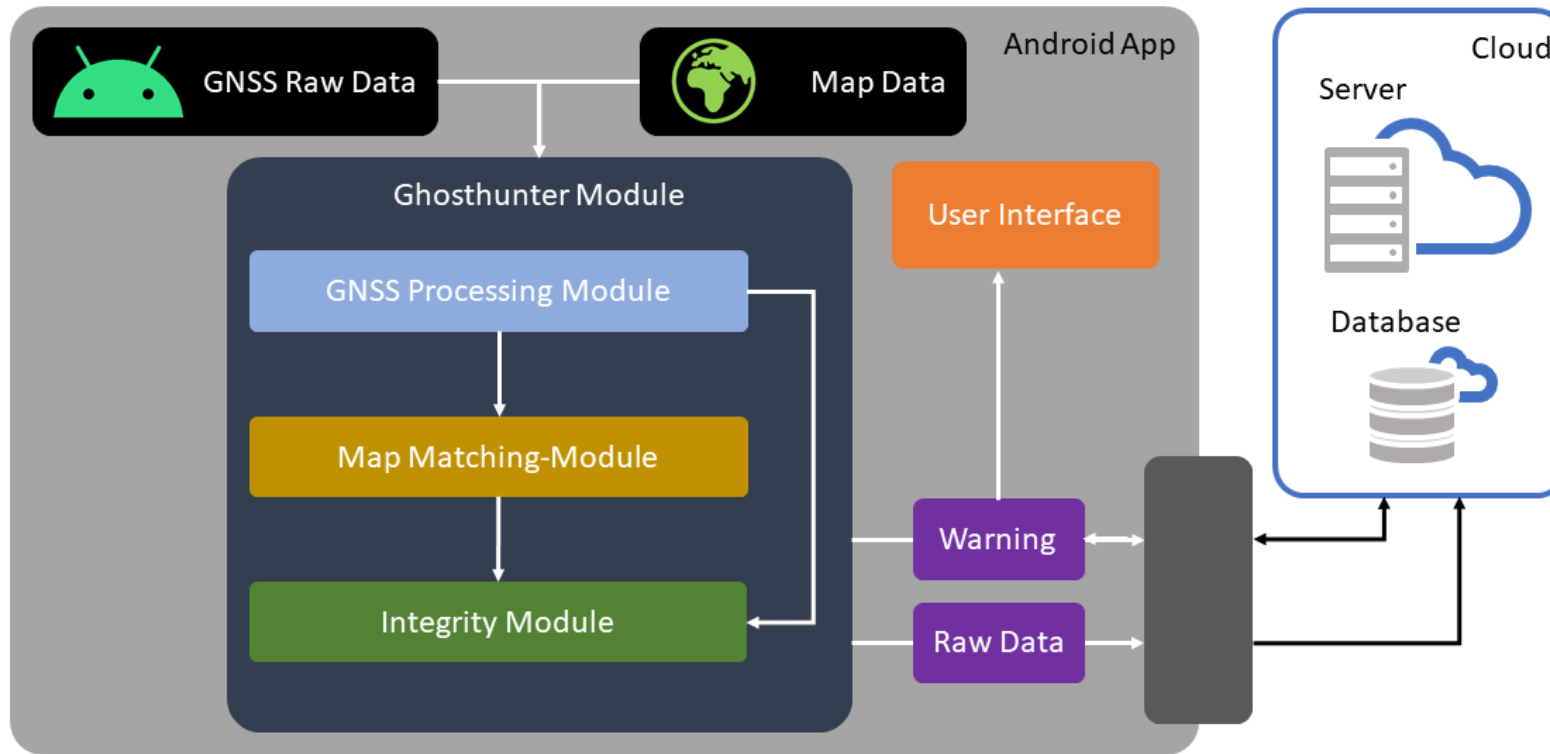 Android App
GNSS Raw Data
Map Data
Cloud
Server
Ghosthunter Module
User Interface
GNSS Processing Module
Database
Map Matching-Module
Warning
Integrity Module
Raw Data